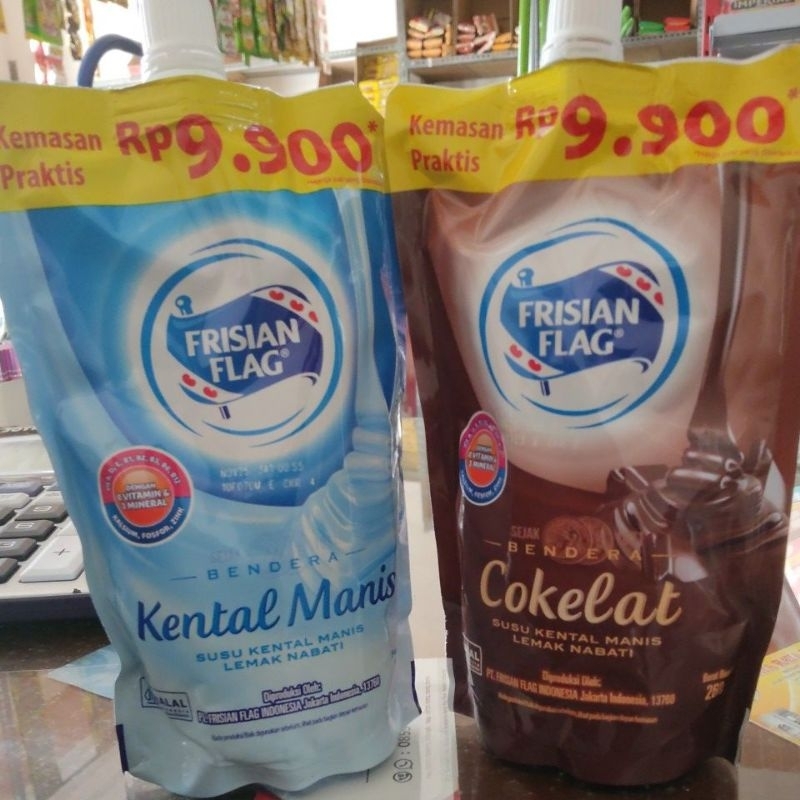 Kemasan
Praktis
Rp9.900*
FRISIAN
FLAG®
DENGAN
8 VITAMIN &
3 MINERAL
KALSIUM, FOSFOR, ZINK
BENDERA
Kental Manis
SUSU KENTAL MANIS
LEMAK NABATI
HALAL
Diproduksi Oleh:
PT. FRISIAN FLAG INDONESIA Jakarta Indonesia, 13760
Kemasan
Praktis
Rp9.900*
FRISIAN
FLAG®
SEJAK
BENDERA
Cokelat
SUSU KENTAL MANIS
LEMAK NABATI
Diproduksi Oleh:
PT. FRISIAN FLAG INDONESIA Jakarta Indonesia, 13760